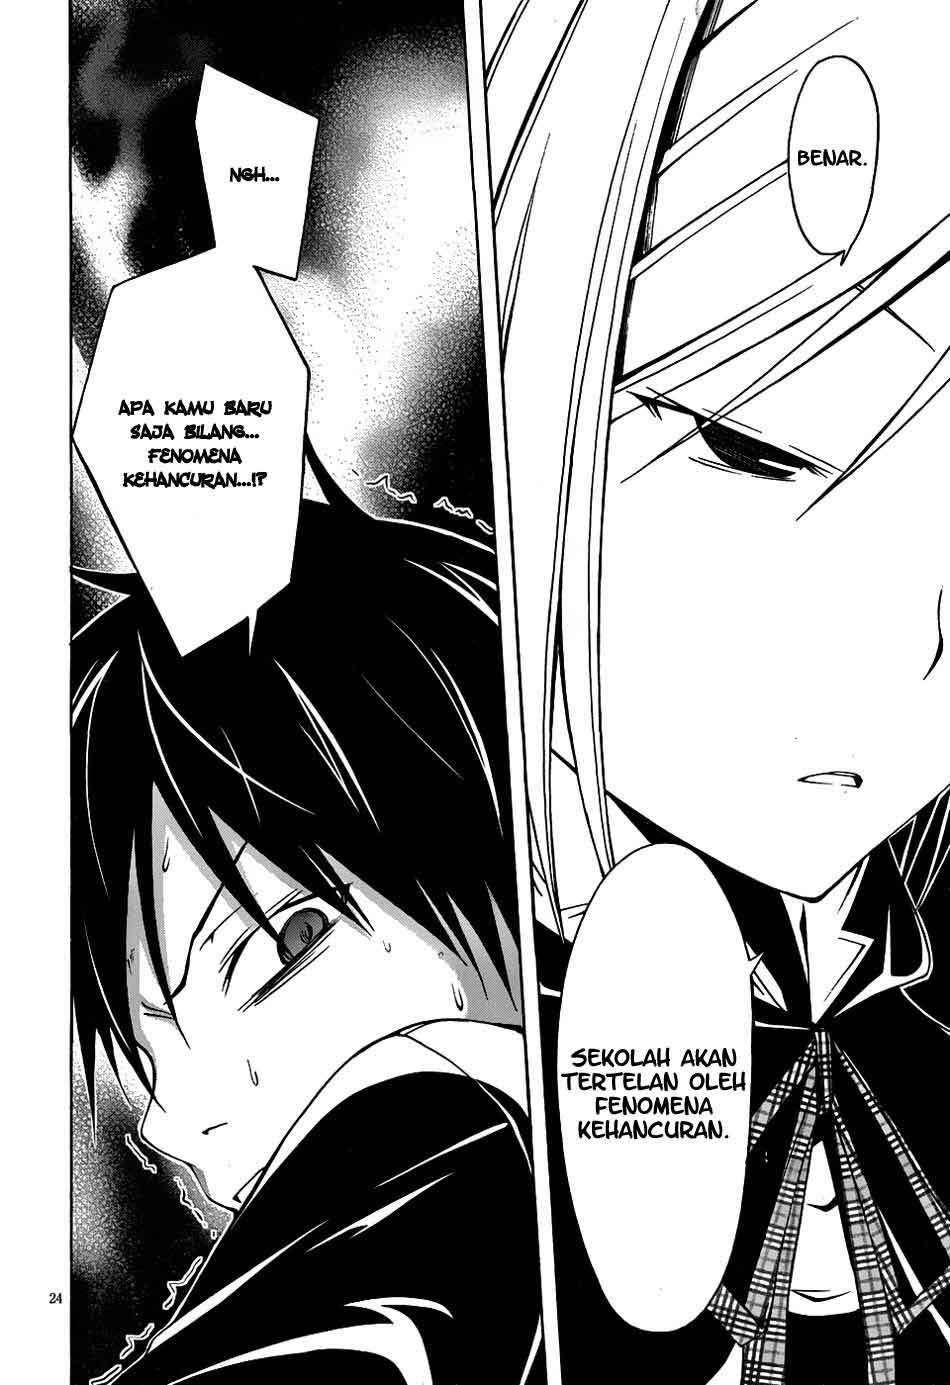 BENAR.
SEKOLAH AKAN
TERTELAN OLEH
FENOMENA
KEHANCURAN.
NGH...
APA KAMU BARU
SAJA BILANG...
FENOMENA
KEHANCURAN...!?
24